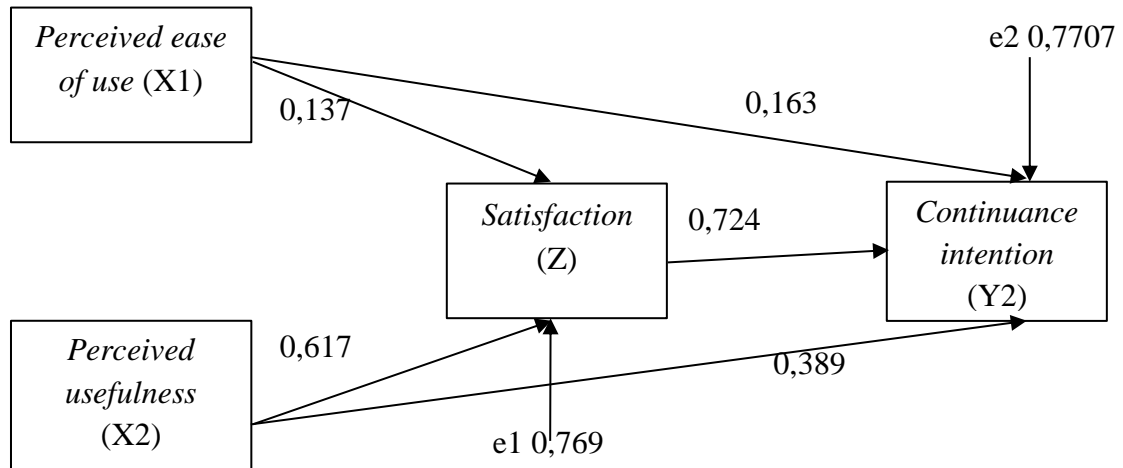 Perceived ease
of use (X1)
e2 0,7707
0,137
0,163
Satisfaction
(Z)
0,724
Continuance
intention
(Y2)
Perceived
usefulness
(X2)
0,617
0,389
e1 0,769